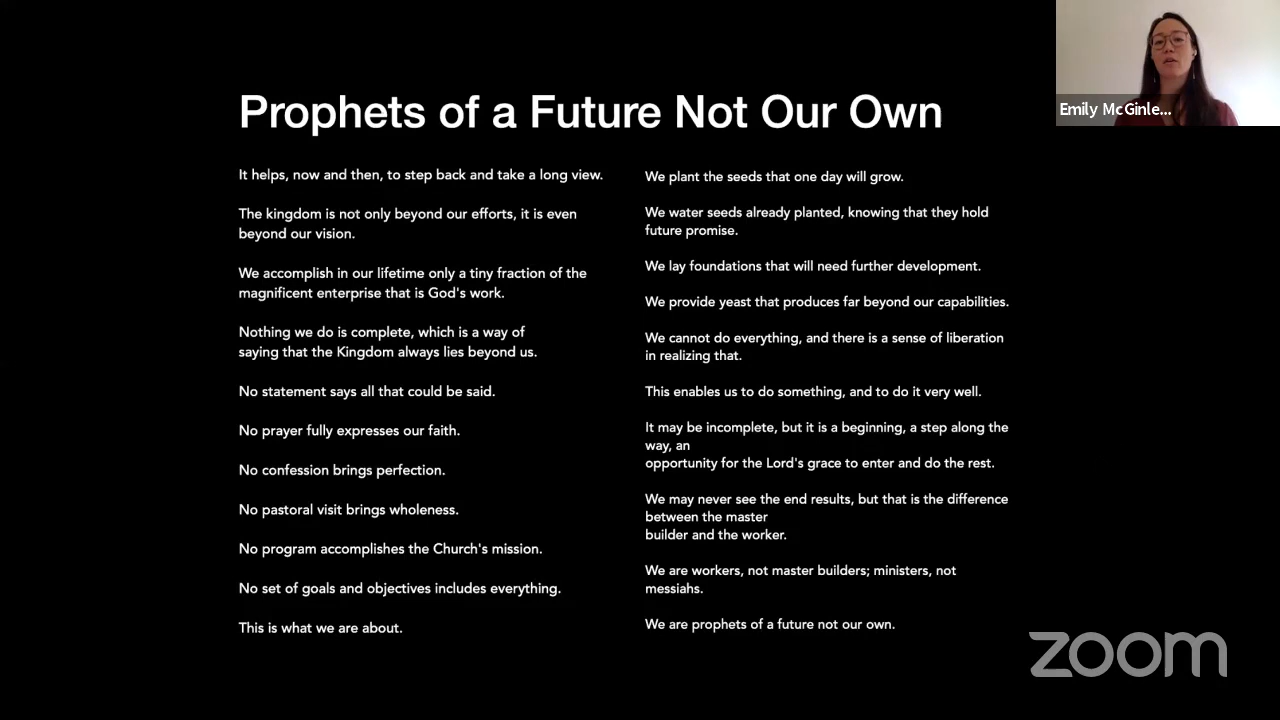 Prophets of a Future Not Our Own
It helps, now and then, to step back and take a long view.
The kingdom is not only beyond our efforts, it is even
beyond our vision.
We accomplish in our lifetime only a tiny fraction of the
magnificent enterprise that is God's work.
Nothing we do is complete, which is a way of
saying that the Kingdom always lies beyond us.
No statement says all that could be said.
No prayer fully expresses our faith.
No confession brings perfection.
No pastoral visit brings wholeness.
No program accomplishes the Church's mission.
No set of goals and objectives includes everything.
This is what we are about.
We plant the seeds that one day will grow.
We water seeds already planted, knowing that they hold
future promise.
We lay foundations that will need further development.
We provide yeast that produces far beyond our capabilities.
We cannot do everything, and there is a sense of liberation
in realizing that.
This enables us to do something, and to do it very well.
It may be incomplete, but it is a beginning, a step along the
way, an
opportunity for the Lord's grace to enter and do the rest.
We may never see the end results, but that is the difference
between the master
builder and the worker.
We are workers, not master builders; ministers, not
messiahs.
We are prophets of a future not our own.
Emily McGinle...
zoom